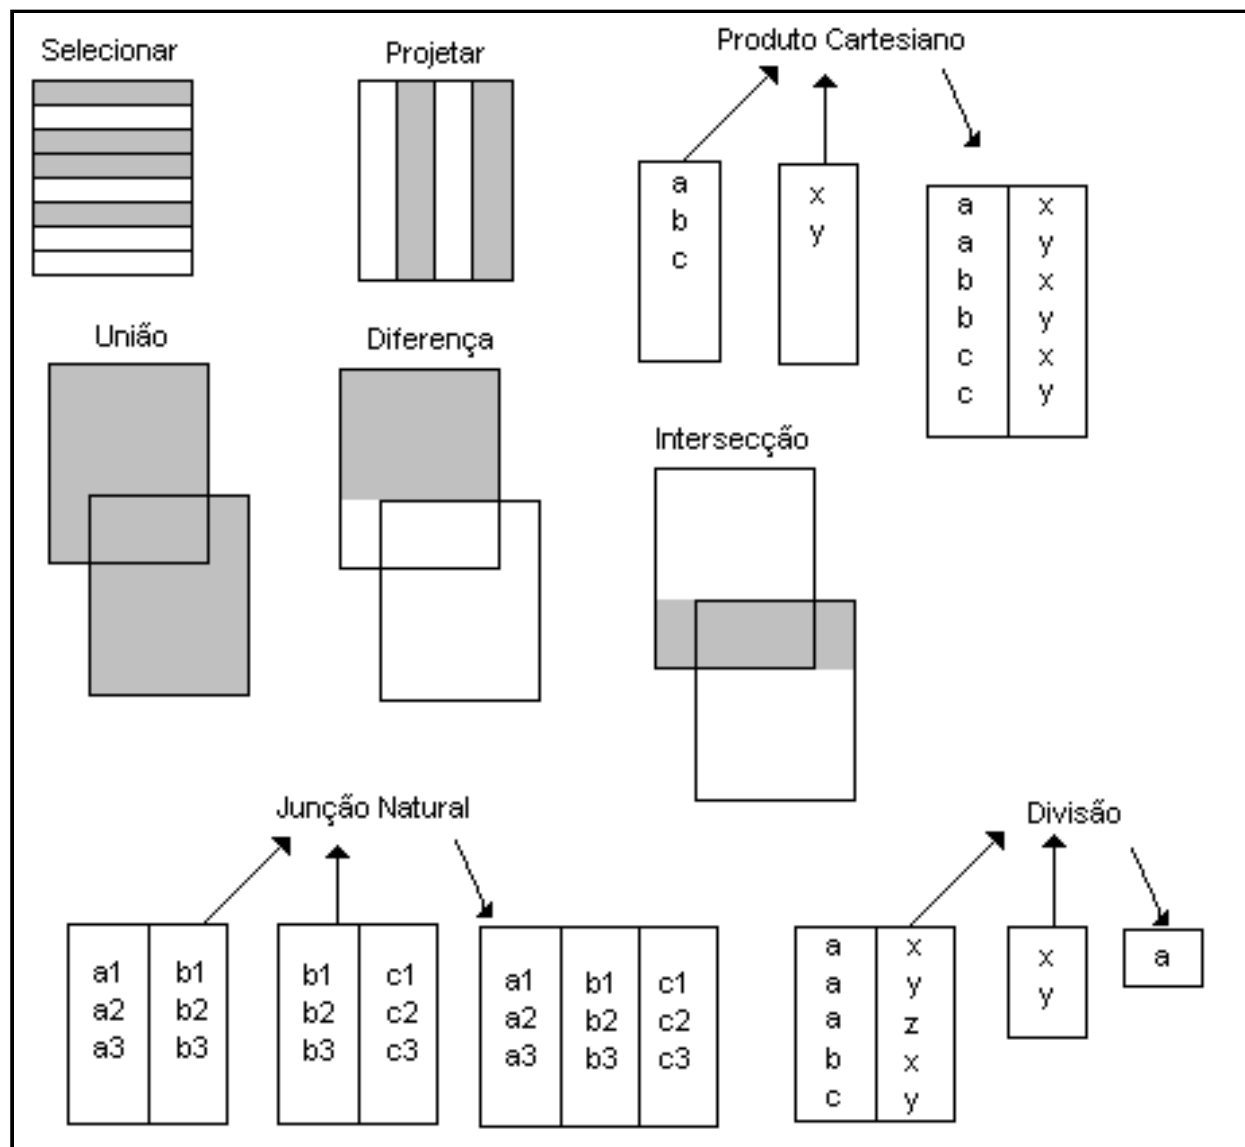 Selecionar
Projetar
Produto Cartesiano
a
b
c
x
y
a x
a y
b x
b y
c x
c y
União
Diferença
Intersecção
Junção Natural
a1 b1
a2 b2
a3 b3
b1 c1
b2 c2
b3 c3
a1 b1 c1
a2 b2 c2
a3 b3 c3
Divisão
a x
a y
a z
b x
c y
x
y
a